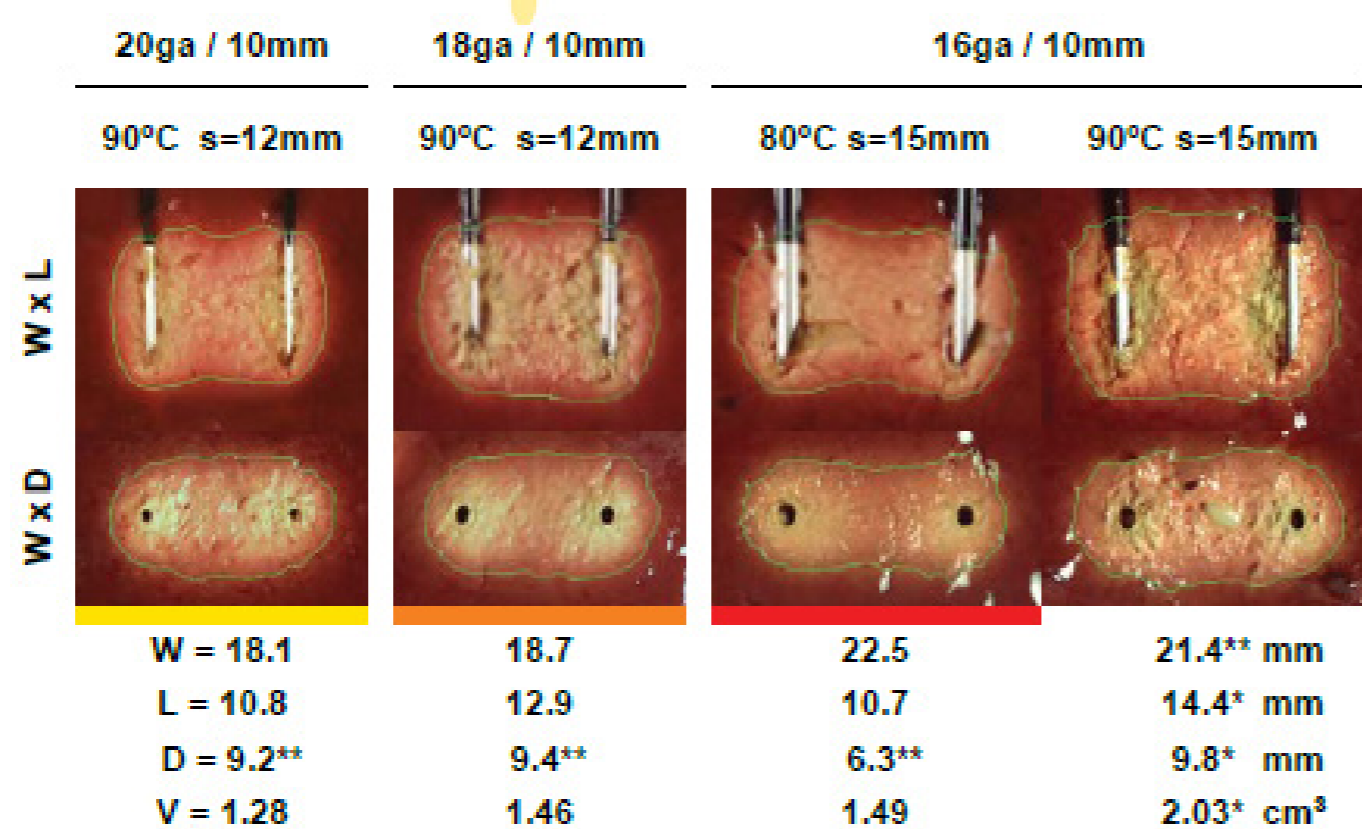 20ga / 10mm 18ga / 10mm 16ga / 10mm
90ºC s=12mm 90ºC s=12mm 80ºC s=15mm 90ºC s=15mm
W x L
W x D
W = 18.1 18.7 22.5 21.4** mm
L = 10.8 12.9 10.7 14.4* mm
D = 9.2** 9.4** 6.3** 9.8* mm
V = 1.28 1.46 1.49 2.03* cm³